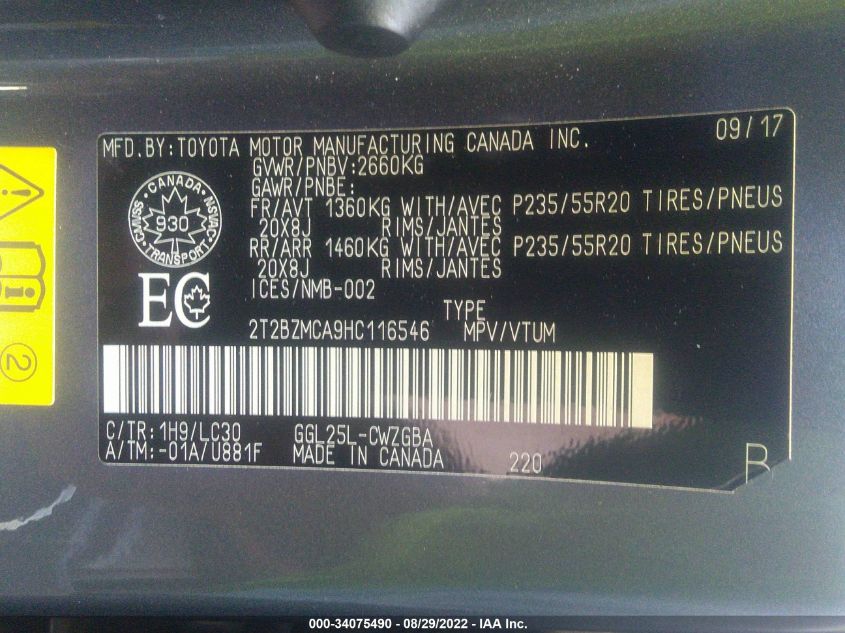 MFD.BY:TOYOTA MOTOR MANUFACTURING CANADA INC. 09/17
GVWR/PNBV:2660KG
GAWR/PNBE:
FR/AVT 1360KG WITH/AVEC P235/55R20 TIRES/PNEUS
20X8J RIMS/JANTES
RR/ARR 1460KG WITH/AVEC P235/55R20 TIRES/PNEUS
20X8J RIMS/JANTES
ICES/NMB-002
CANADA
CMVSS NSVAC
930
TRANSPORT
EC
TYPE
2T2BZMCA9HC116546 MPV/VTUM
C/TR:1H9/LC30 GGL25L-CWZGBA
A/TM:-01A/U881F MADE IN CANADA 220 B
2
000-34075490 - 08/29/2022 - IAA Inc.